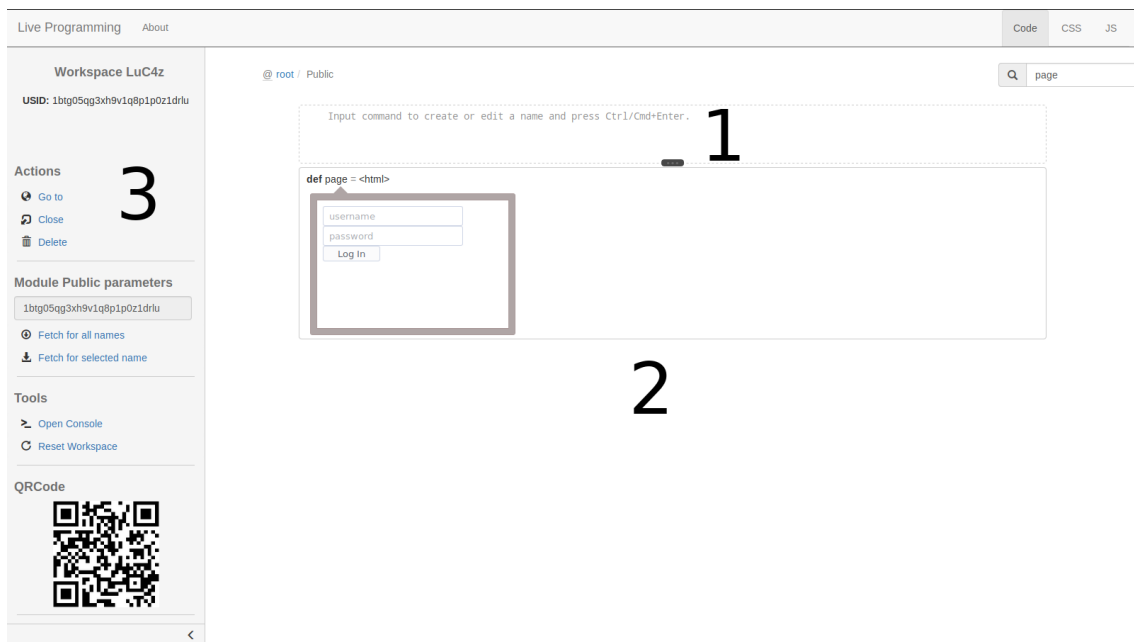 Live Programming About Code CSS JS
Workspace LuC4z
USID: 1btg05qg3xh9v1q8p1p0z1drlu
Actions
Go to
Close
Delete
3
Module Public parameters
1btg05qg3xh9v1q8p1p0z1drlu
Fetch for all names
Fetch for selected name
Tools
Open Console
Reset Workspace
QRCode
@ root / Public
page
Input command to create or edit a name and press Ctrl/Cmd+Enter.
1
def page = <html>
username
password
Log In
2